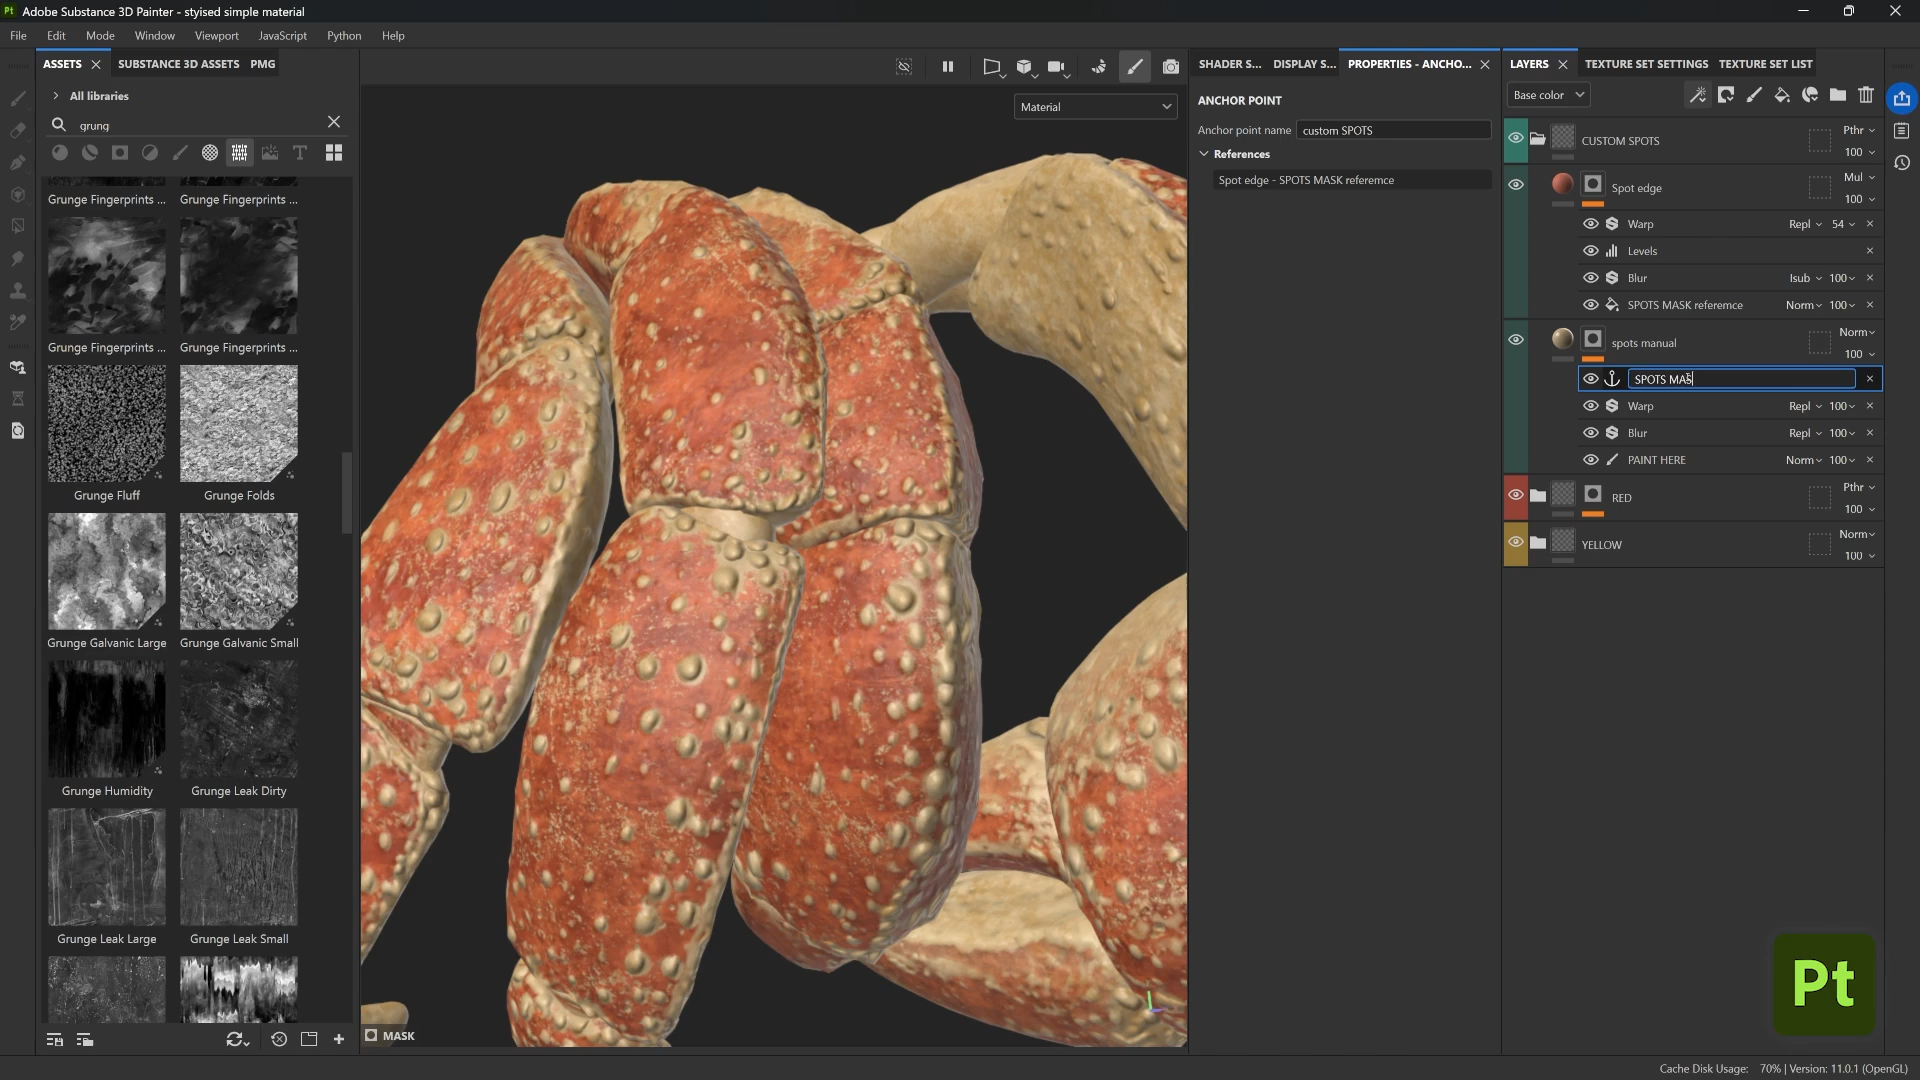 Pt Adobe Substance 3D Painter - styised simple material
File Edit Mode Window Viewport JavaScript Python Help
ASSETS SUBSTANCE 3D ASSETS PMG
All libraries
grung
Grunge Fingerprints ... Grunge Fingerprints ...
Grunge Fingerprints ... Grunge Fingerprints ...
Grunge Fluff Grunge Folds
Grunge Galvanic Large Grunge Galvanic Small
Grunge Humidity Grunge Leak Dirty
Grunge Leak Large Grunge Leak Small
Material
MASK
SHADER S... DISPLAY S... PROPERTIES - ANCHO...
ANCHOR POINT
Anchor point name custom SPOTS
References
Spot edge - SPOTS MASK referemce
LAYERS TEXTURE SET SETTINGS TEXTURE SET LIST
Base color
CUSTOM SPOTS Pthr 100
Spot edge Mul 100
Warp Repl 54
Levels
Blur Isub 100
SPOTS MASK referemce Norm 100
spots manual Norm 100
SPOTS MAS
Warp Repl 100
Blur Repl 100
PAINT HERE Norm 100
RED Pthr 100
YELLOW Norm 100
Pt
Cache Disk Usage: 70% | Version: 11.0.1 (OpenGL)